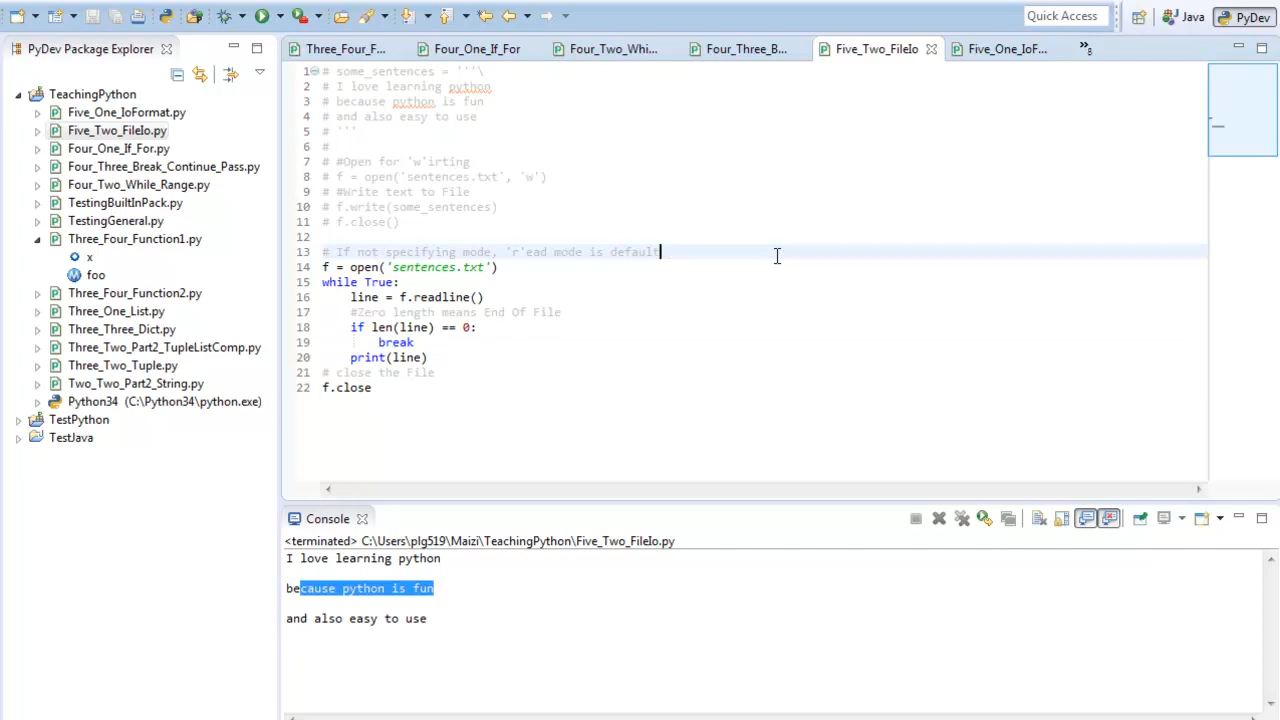 Quick Access
Java
PyDev
PyDev Package Explorer
Three_Four_F...
Four_One_If_For
Four_Two_Whi...
Four_Three_B...
Five_Two_FileIo
Five_One_IoF...
»8
TeachingPython
Five_One_IoFormat.py
Five_Two_FileIo.py
Four_One_If_For.py
Four_Three_Break_Continue_Pass.py
Four_Two_While_Range.py
TestingBuiltInPack.py
TestingGeneral.py
Three_Four_Function1.py
x
foo
Three_Four_Function2.py
Three_One_List.py
Three_Three_Dict.py
Three_Two_Part2_TupleListComp.py
Three_Two_Tuple.py
Two_Two_Part2_String.py
Python34 (C:\Python34\python.exe)
TestPython
TestJava
1 # some_sentences = '''\
2 # I love learning python
3 # because python is fun
4 # and also easy to use
5 # '''
6 #
7 # #Open for 'w'irting
8 # f = open('sentences.txt', 'w')
9 # #Write text to File
10 # f.write(some_sentences)
11 # f.close()
12
13 # If not specifying mode, 'r'ead mode is default
14 f = open('sentences.txt')
15 while True:
16 line = f.readline()
17 #Zero length means End Of File
18 if len(line) == 0:
19 break
20 print(line)
21 # close the File
22 f.close
Console
<terminated> C:\Users\plg519\Maizi\TeachingPython\Five_Two_FileIo.py
I love learning python
because python is fun
and also easy to use